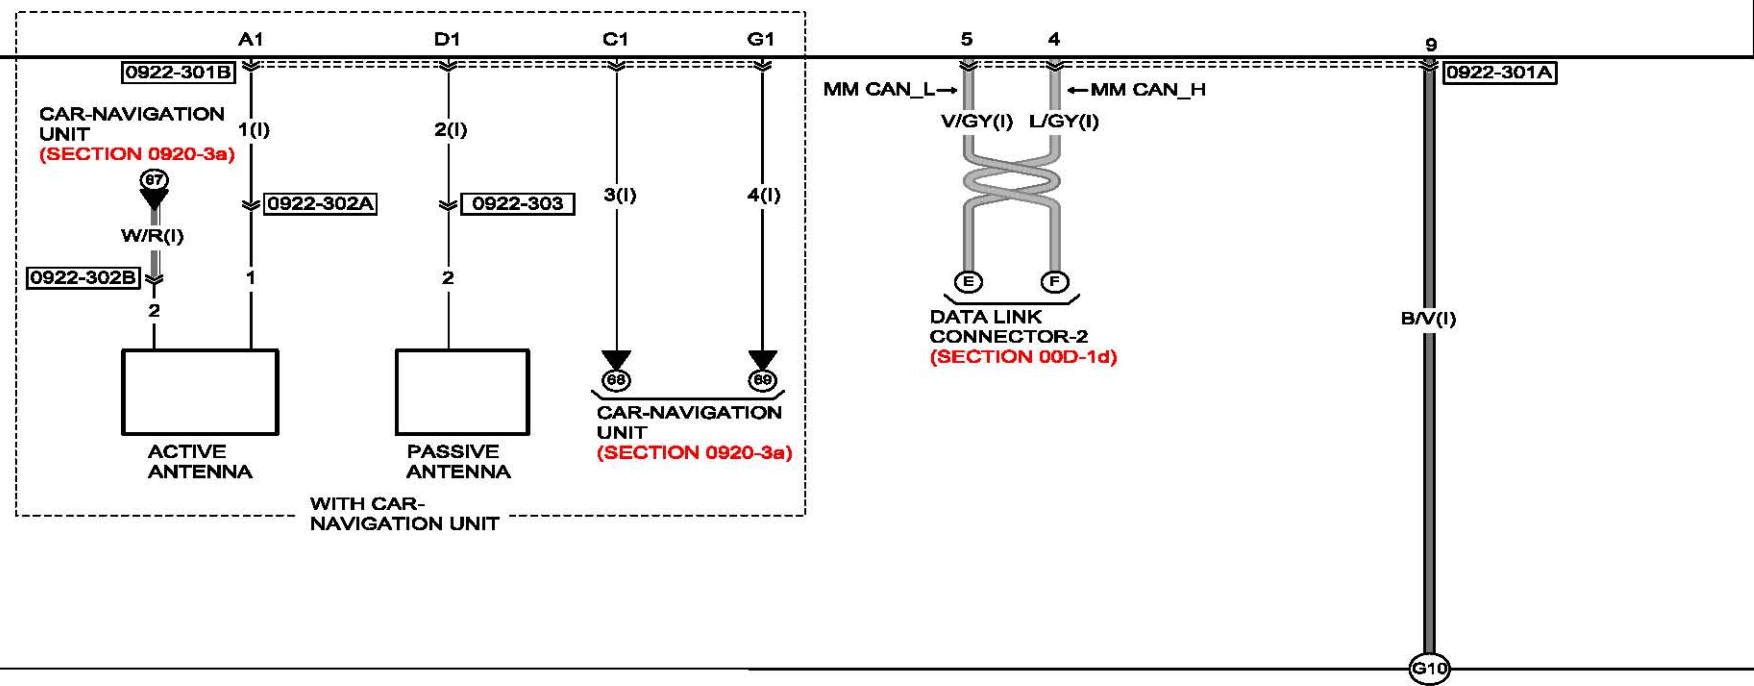 A1 D1 C1 G1 5 4 9
0922-301B 0922-301A
MM CAN_L MM CAN_H
CAR-NAVIGATION
UNIT
(SECTION 0920-3a)
1(I) 2(I) V/GY(I) L/GY(I)
67
3(I) 4(I)
0922-302A 0922-303
W/R(I)
0922-302B 1 2
2
E F
DATA LINK
CONNECTOR-2
(SECTION 00D-1d)
B/V(I)
68 69
CAR-NAVIGATION
UNIT
(SECTION 0920-3a)
ACTIVE
ANTENNA
PASSIVE
ANTENNA
WITH CAR-
NAVIGATION UNIT
G10